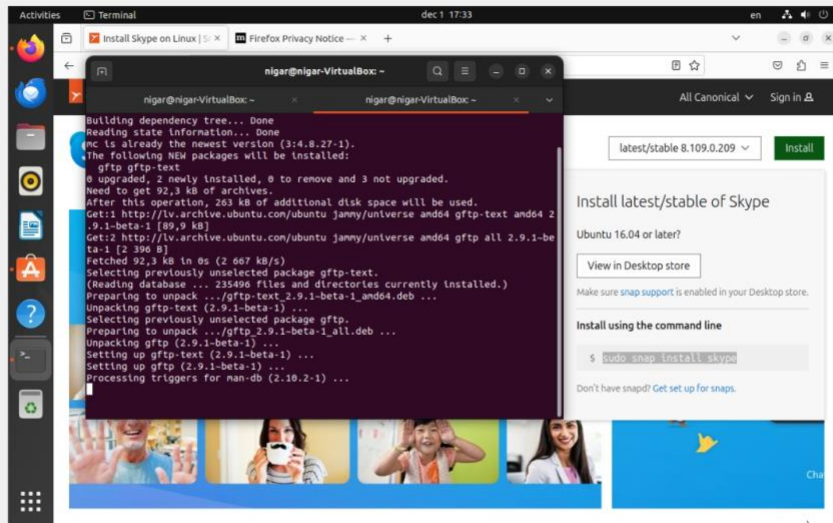 Activities
Terminal
dec 1 17:33
en
Install Skype on Linux | S
Firefox Privacy Notice —
nigar@nigar-VirtualBox: ~
nigar@nigar-VirtualBox: ~
nigar@nigar-VirtualBox: ~
All Canonical
Sign in
Building dependency tree... Done
Reading state information... Done
mc is already the newest version (3:4.8.27-1).
The following NEW packages will be installed:
gftp gftp-text
0 upgraded, 2 newly installed, 0 to remove and 3 not upgraded.
Need to get 92,3 kB of archives.
After this operation, 263 kB of additional disk space will be used.
Get:1 http://lv.archive.ubuntu.com/ubuntu jammy/universe amd64 gftp-text amd64 2
.9.1~beta-1 [89,9 kB]
Get:2 http://lv.archive.ubuntu.com/ubuntu jammy/universe amd64 gftp all 2.9.1~be
ta-1 [2 396 B]
Fetched 92,3 kB in 0s (2 667 kB/s)
Selecting previously unselected package gftp-text.
(Reading database ... 235496 files and directories currently installed.)
Preparing to unpack .../gftp-text_2.9.1~beta-1_amd64.deb ...
Unpacking gftp-text (2.9.1~beta-1) ...
Selecting previously unselected package gftp.
Preparing to unpack .../gftp_2.9.1~beta-1_all.deb ...
Unpacking gftp (2.9.1~beta-1) ...
Setting up gftp-text (2.9.1~beta-1) ...
Setting up gftp (2.9.1~beta-1) ...
Processing triggers for man-db (2.10.2-1) ...
latest/stable 8.109.0.209
Install
Install latest/stable of Skype
Ubuntu 16.04 or later?
View in Desktop store
Make sure snap support is enabled in your Desktop store.
Install using the command line
$ sudo snap install skype
Don't have snapd? Get set up for snaps.
Cha